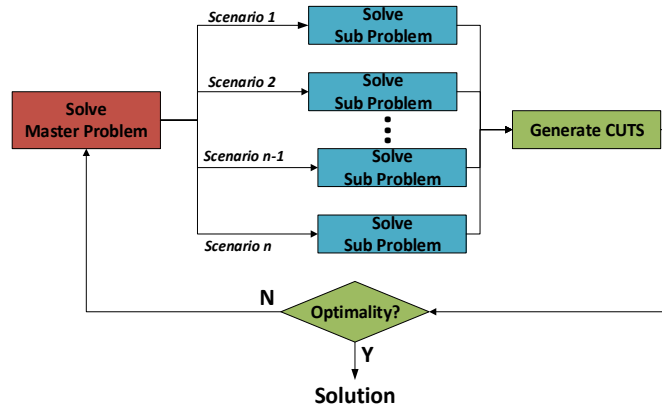 Scenario 1
Solve
Sub Problem
Scenario 2
Solve
Sub Problem
Solve
Master Problem
Generate CUTS
Scenario n-1
Solve
Sub Problem
Scenario n
Solve
Sub Problem
N
Optimality?
Y
Solution